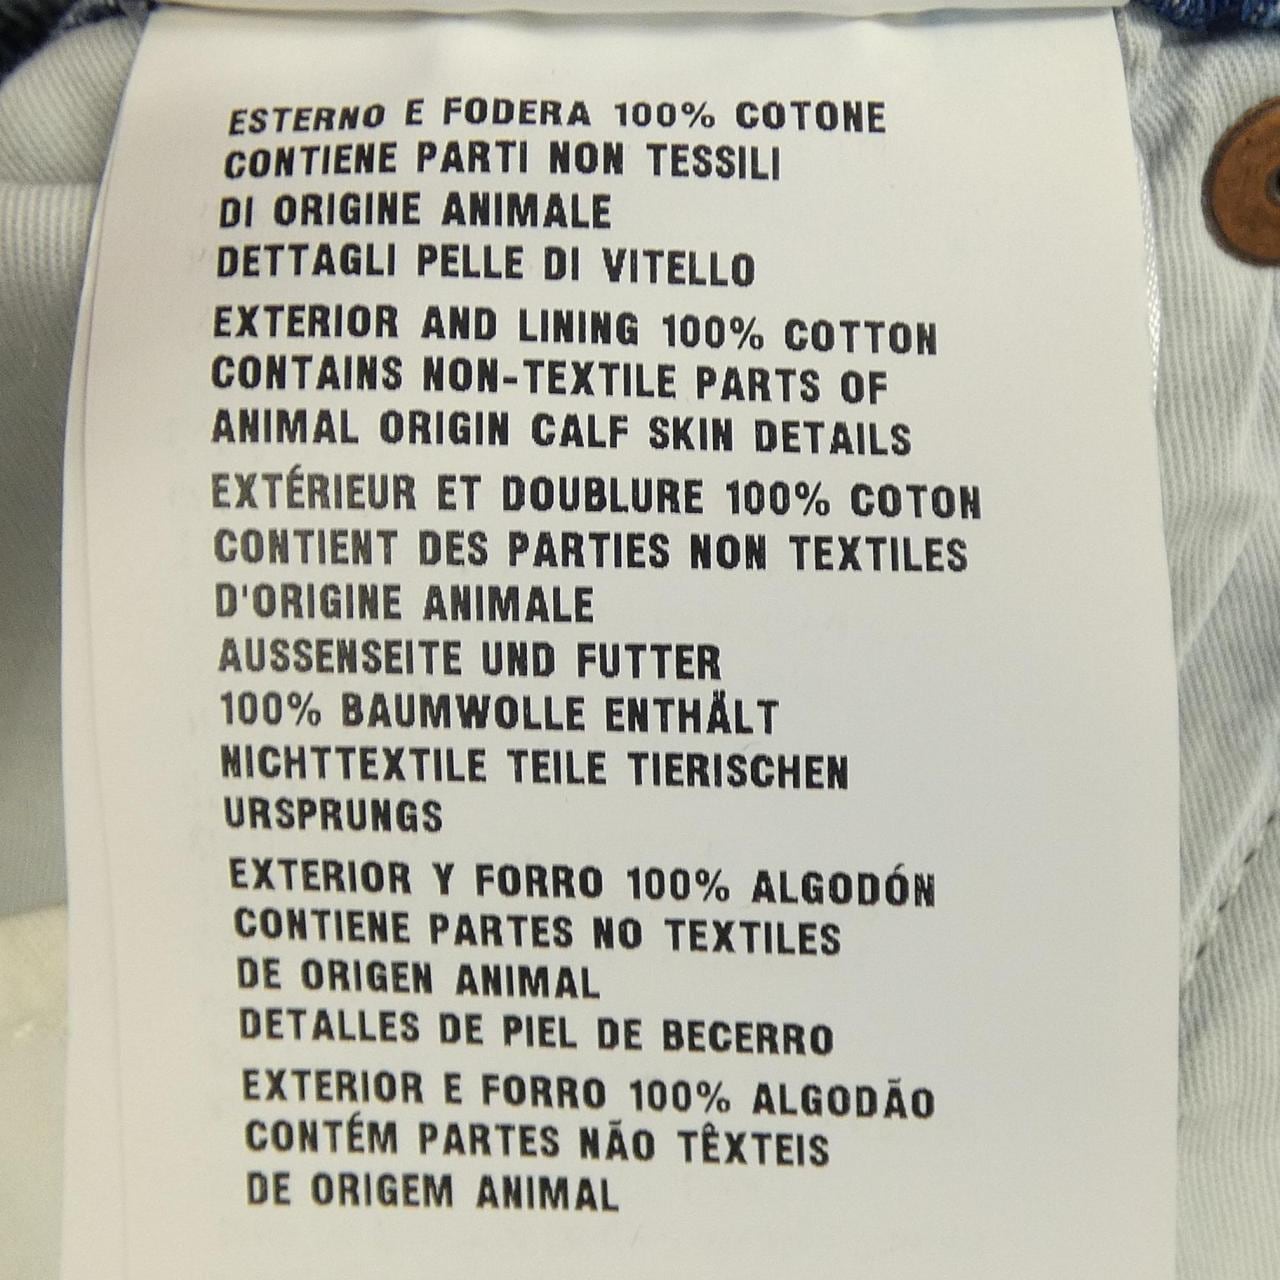 ESTERNO E FODERA 100% COTONE
CONTIENE PARTI NON TESSILI
DI ORIGINE ANIMALE
DETTAGLI PELLE DI VITELLO
EXTERIOR AND LINING 100% COTTON
CONTAINS NON-TEXTILE PARTS OF
ANIMAL ORIGIN CALF SKIN DETAILS
EXTÉRIEUR ET DOUBLURE 100% COTON
CONTIENT DES PARTIES NON TEXTILES
D'ORIGINE ANIMALE
AUSSENSEITE UND FUTTER
100% BAUMWOLLE ENTHÄLT
NICHTTEXTILE TEILE TIERISCHEN
URSPRUNGS
EXTERIOR Y FORRO 100% ALGODÓN
CONTIENE PARTES NO TEXTILES
DE ORIGEN ANIMAL
DETALLES DE PIEL DE BECERRO
EXTERIOR E FORRO 100% ALGODÃO
CONTÉM PARTES NÃO TÊXTEIS
DE ORIGEM ANIMAL